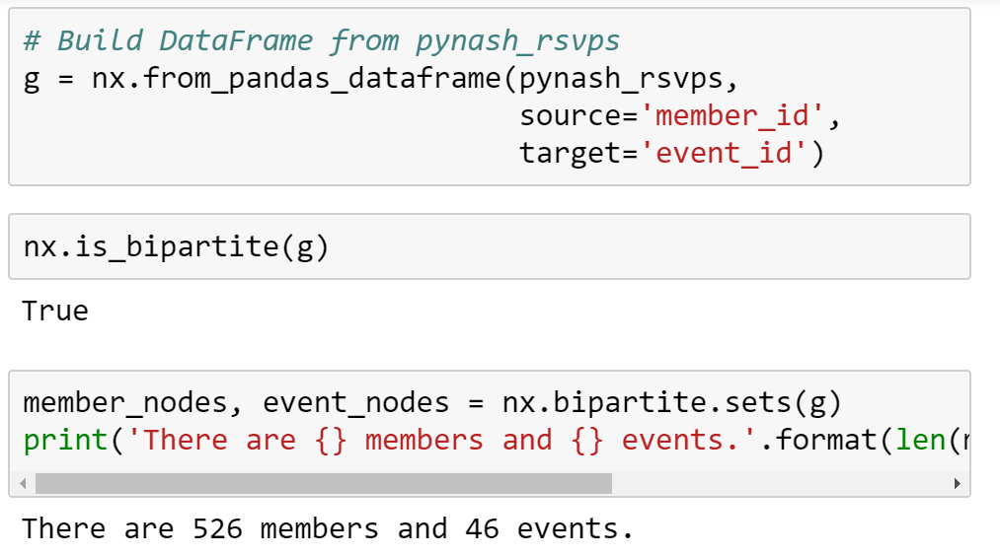 # Build DataFrame from pynash_rsvps
g = nx.from_pandas_dataframe(pynash_rsvps,
source='member_id',
target='event_id')
nx.is_bipartite(g)
True
member_nodes, event_nodes = nx.bipartite.sets(g)
print('There are {} members and {} events.'.format(len(
There are 526 members and 46 events.